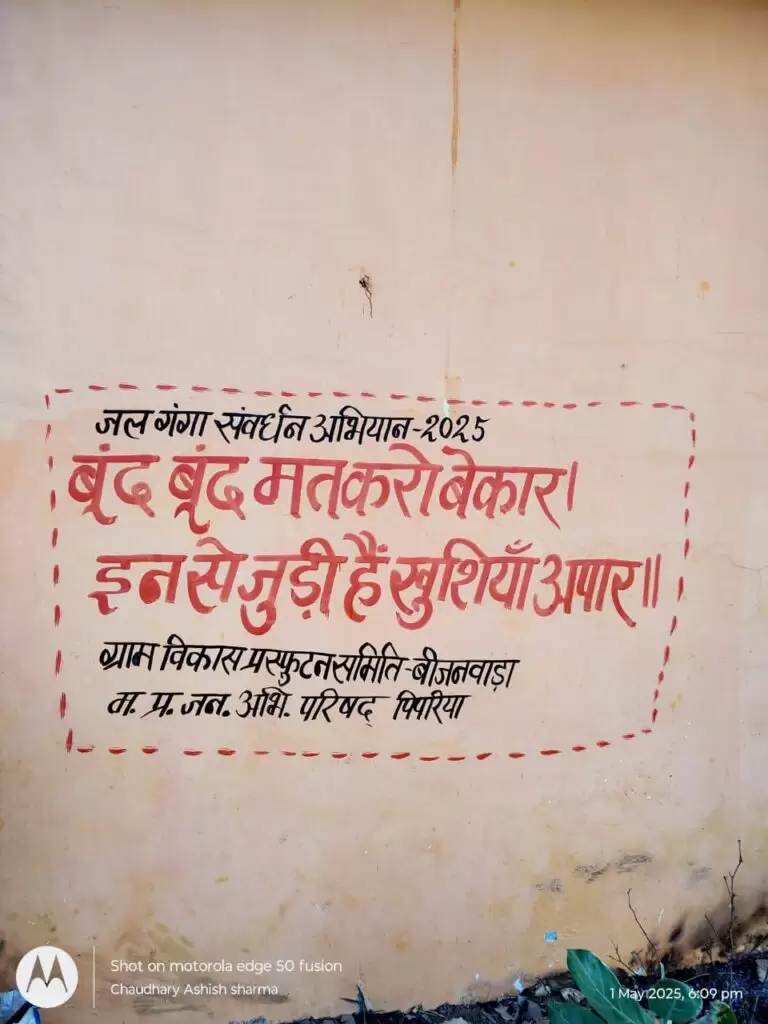 जल गंगा संवर्धन अभियान-2025
बूंद बूंद मत करो बेकार।
इन से जुड़ी हैं खुशियाँ अपार॥
ग्राम विकास प्रस्फुटन समिति-बीजनवाड़ा
म. प्र. जन. अभि. परिषद् पिपरिया
Shot on motorola edge 50 fusion
Chaudhary Ashish sharma
1 May 2025, 6:09 pm